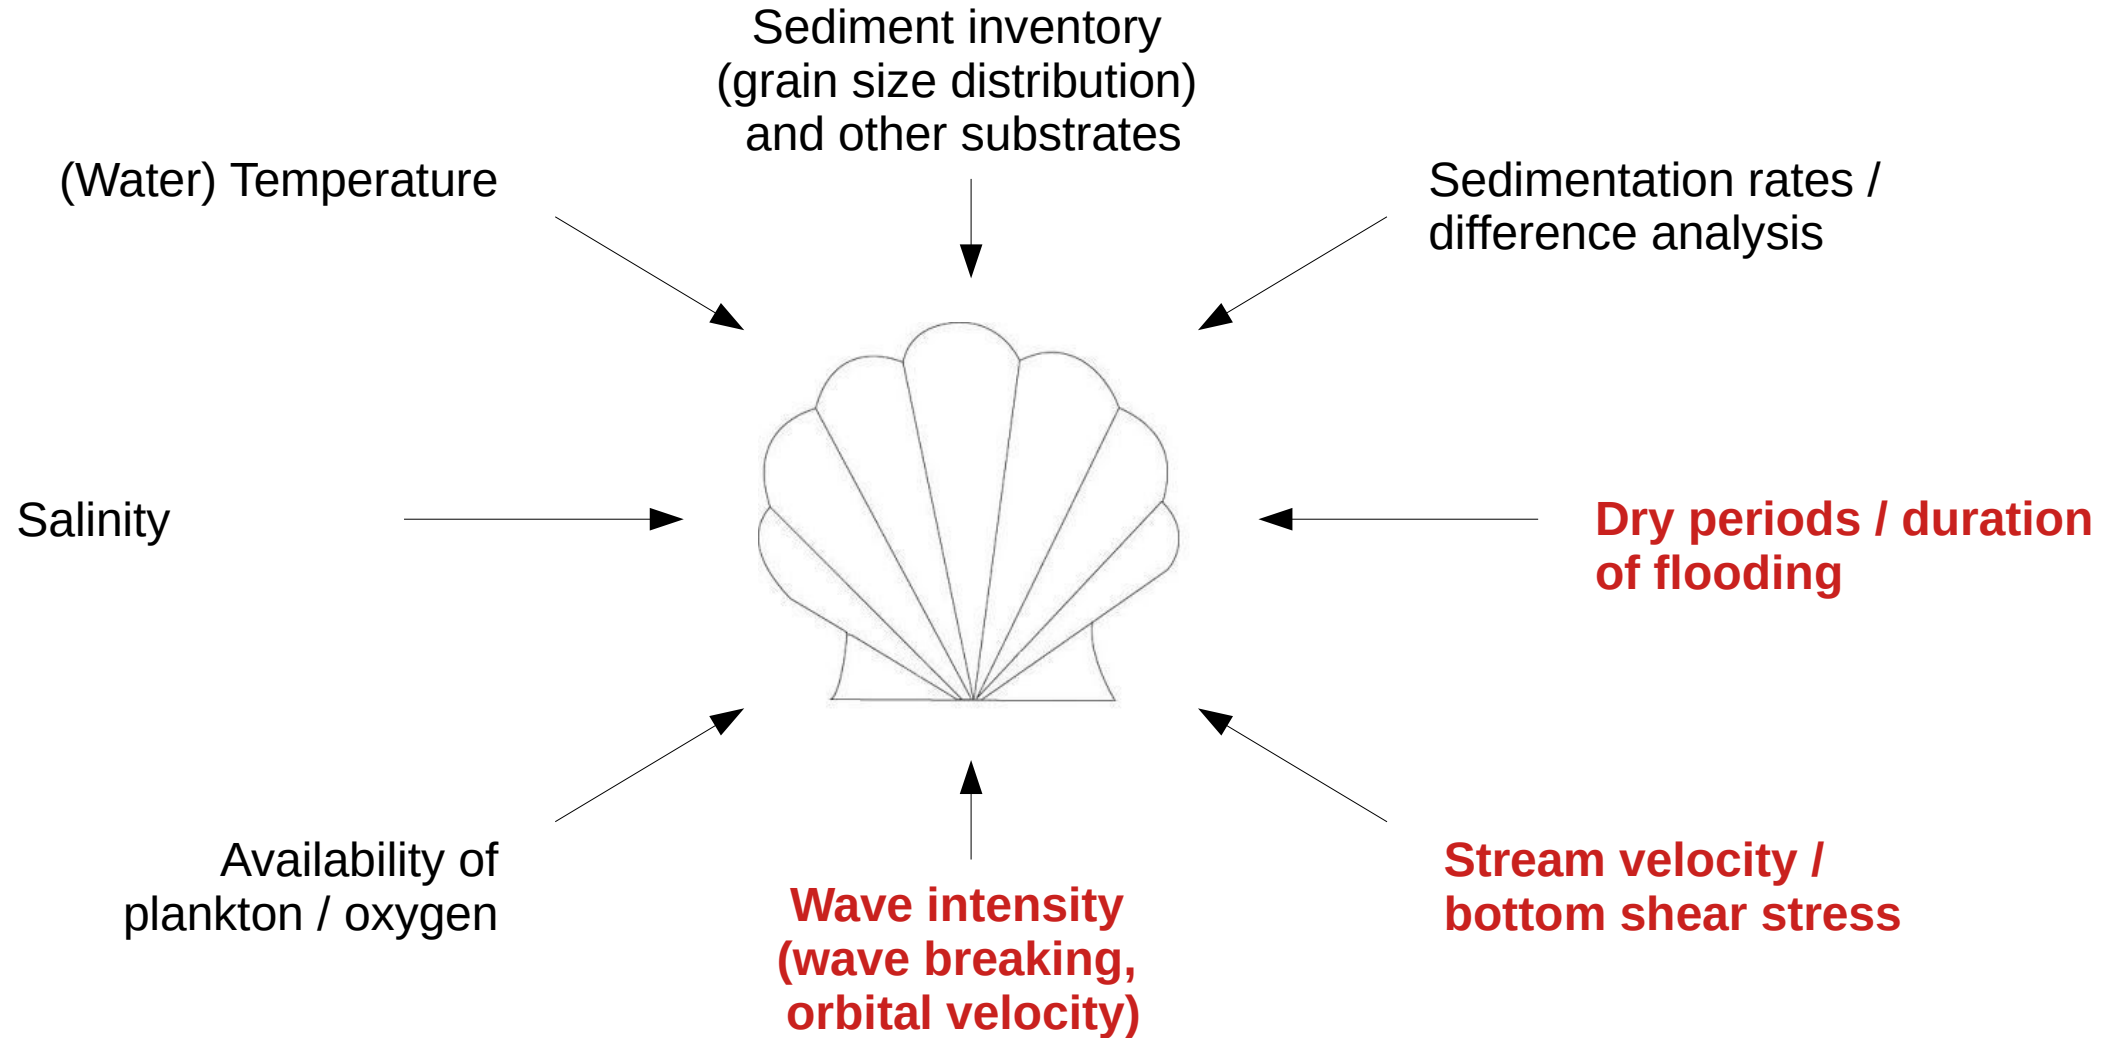 Sediment inventory
(grain size distribution)
and other substrates
(Water) Temperature
Sedimentation rates /
difference analysis
Salinity
Dry periods / duration
of flooding
Availability of
plankton / oxygen
Wave intensity
(wave breaking,
orbital velocity)
Stream velocity /
bottom shear stress